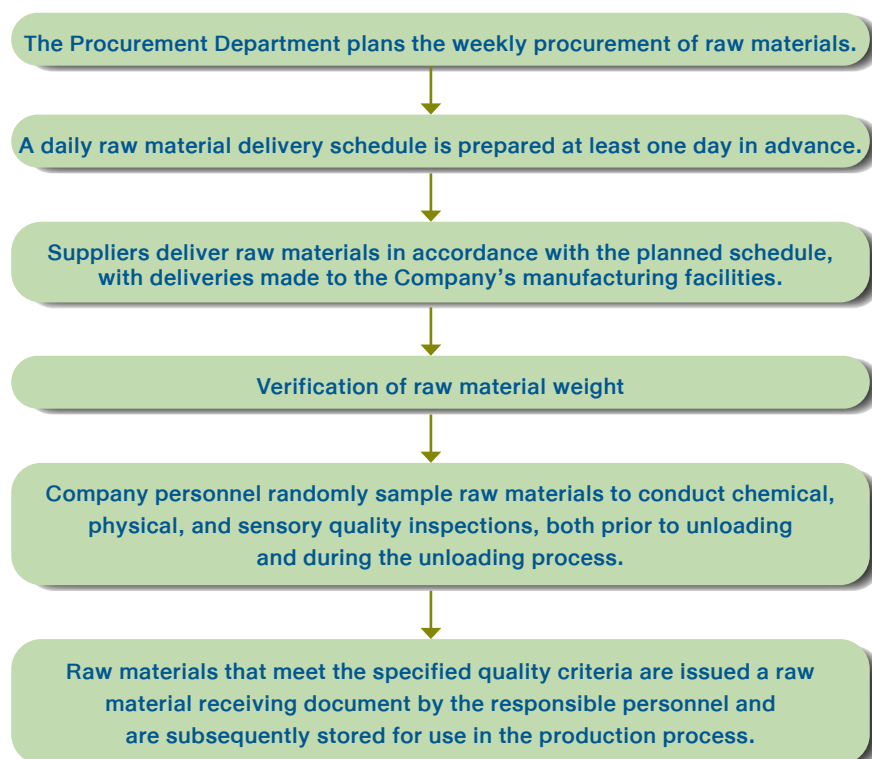 The Procurement Department plans the weekly procurement of raw materials.
A daily raw material delivery schedule is prepared at least one day in advance.
Suppliers deliver raw materials in accordance with the planned schedule,
with deliveries made to the Company's manufacturing facilities.
Verification of raw material weight
Company personnel randomly sample raw materials to conduct chemical,
physical, and sensory quality inspections, both prior to unloading
and during the unloading process.
Raw materials that meet the specified quality criteria are issued a raw
material receiving document by the responsible personnel and
are subsequently stored for use in the production process.